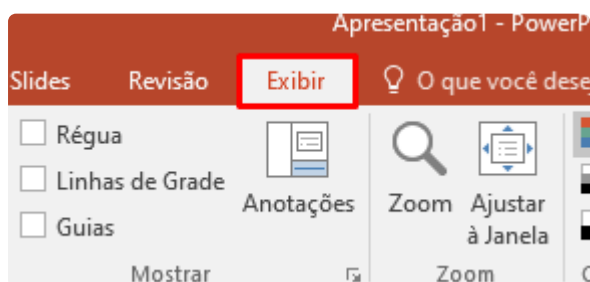 Apresentação1 - PowerP
Slides Revisão Exibir O que você dese
Régua
Linhas de Grade
Guias
Anotações
Zoom
Ajustar
à Janela
Mostrar
Zoom